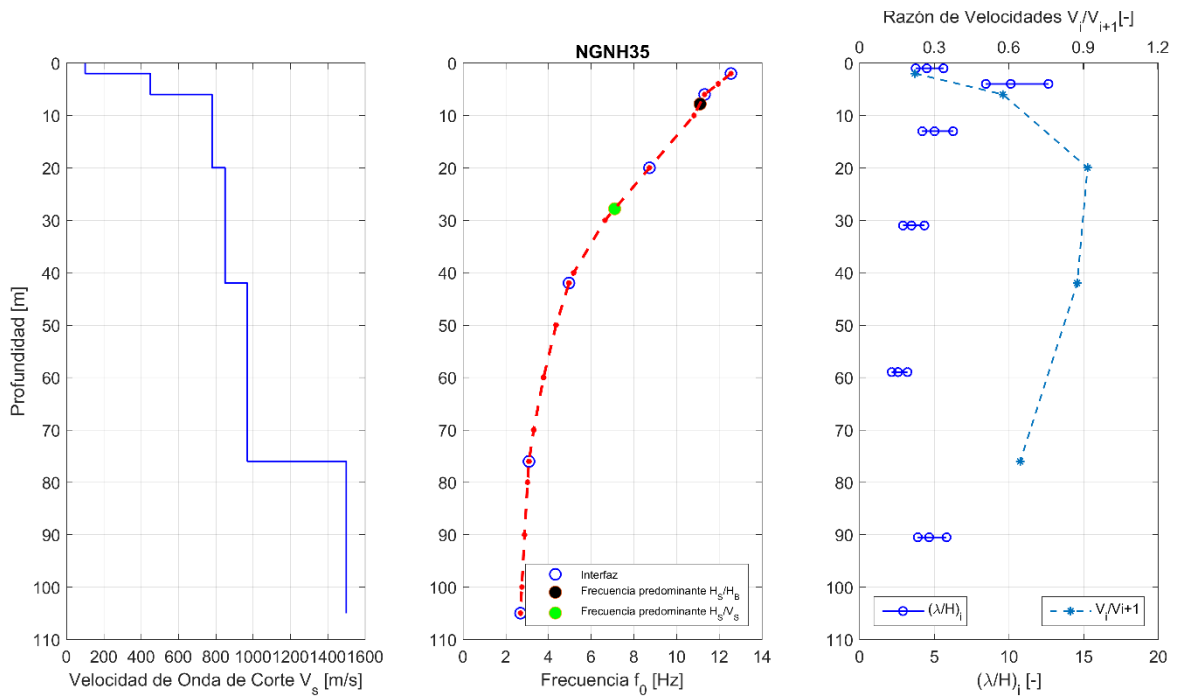 Profundidad [m]
0
10
20
30
40
50
60
70
80
90
100
110
0 200 400 600 800 1000 1200 1400 1600
Velocidad de Onda de Corte V_s [m/s]
NGNH35
0
10
20
30
40
50
60
70
80
90
100
110
0 2 4 6 8 10 12 14
Frecuencia f_0 [Hz]
Interfaz
Frecuencia predominante H_S/H_B
Frecuencia predominante H_S/V_S
Razón de Velocidades V_i/V_{i+1}[-]
0 0.3 0.6 0.9 1.2
0
10
20
30
40
50
60
70
80
90
100
110
(λ/H)_i
V_i/Vi+1
0 5 10 15 20
(λ/H)_i [-]